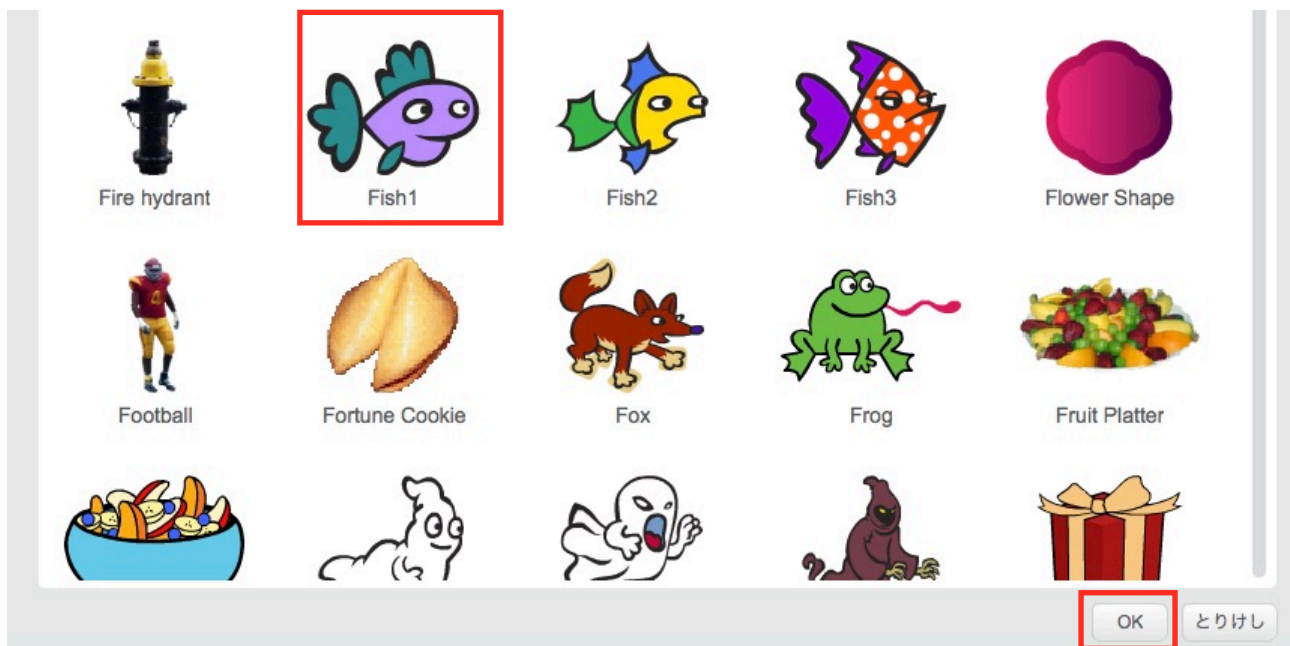 Fire hydrant
Fish1
Fish2
Fish3
Flower Shape
4
Football
Fortune Cookie
Fox
Frog
Fruit Platter
OK
とりけし